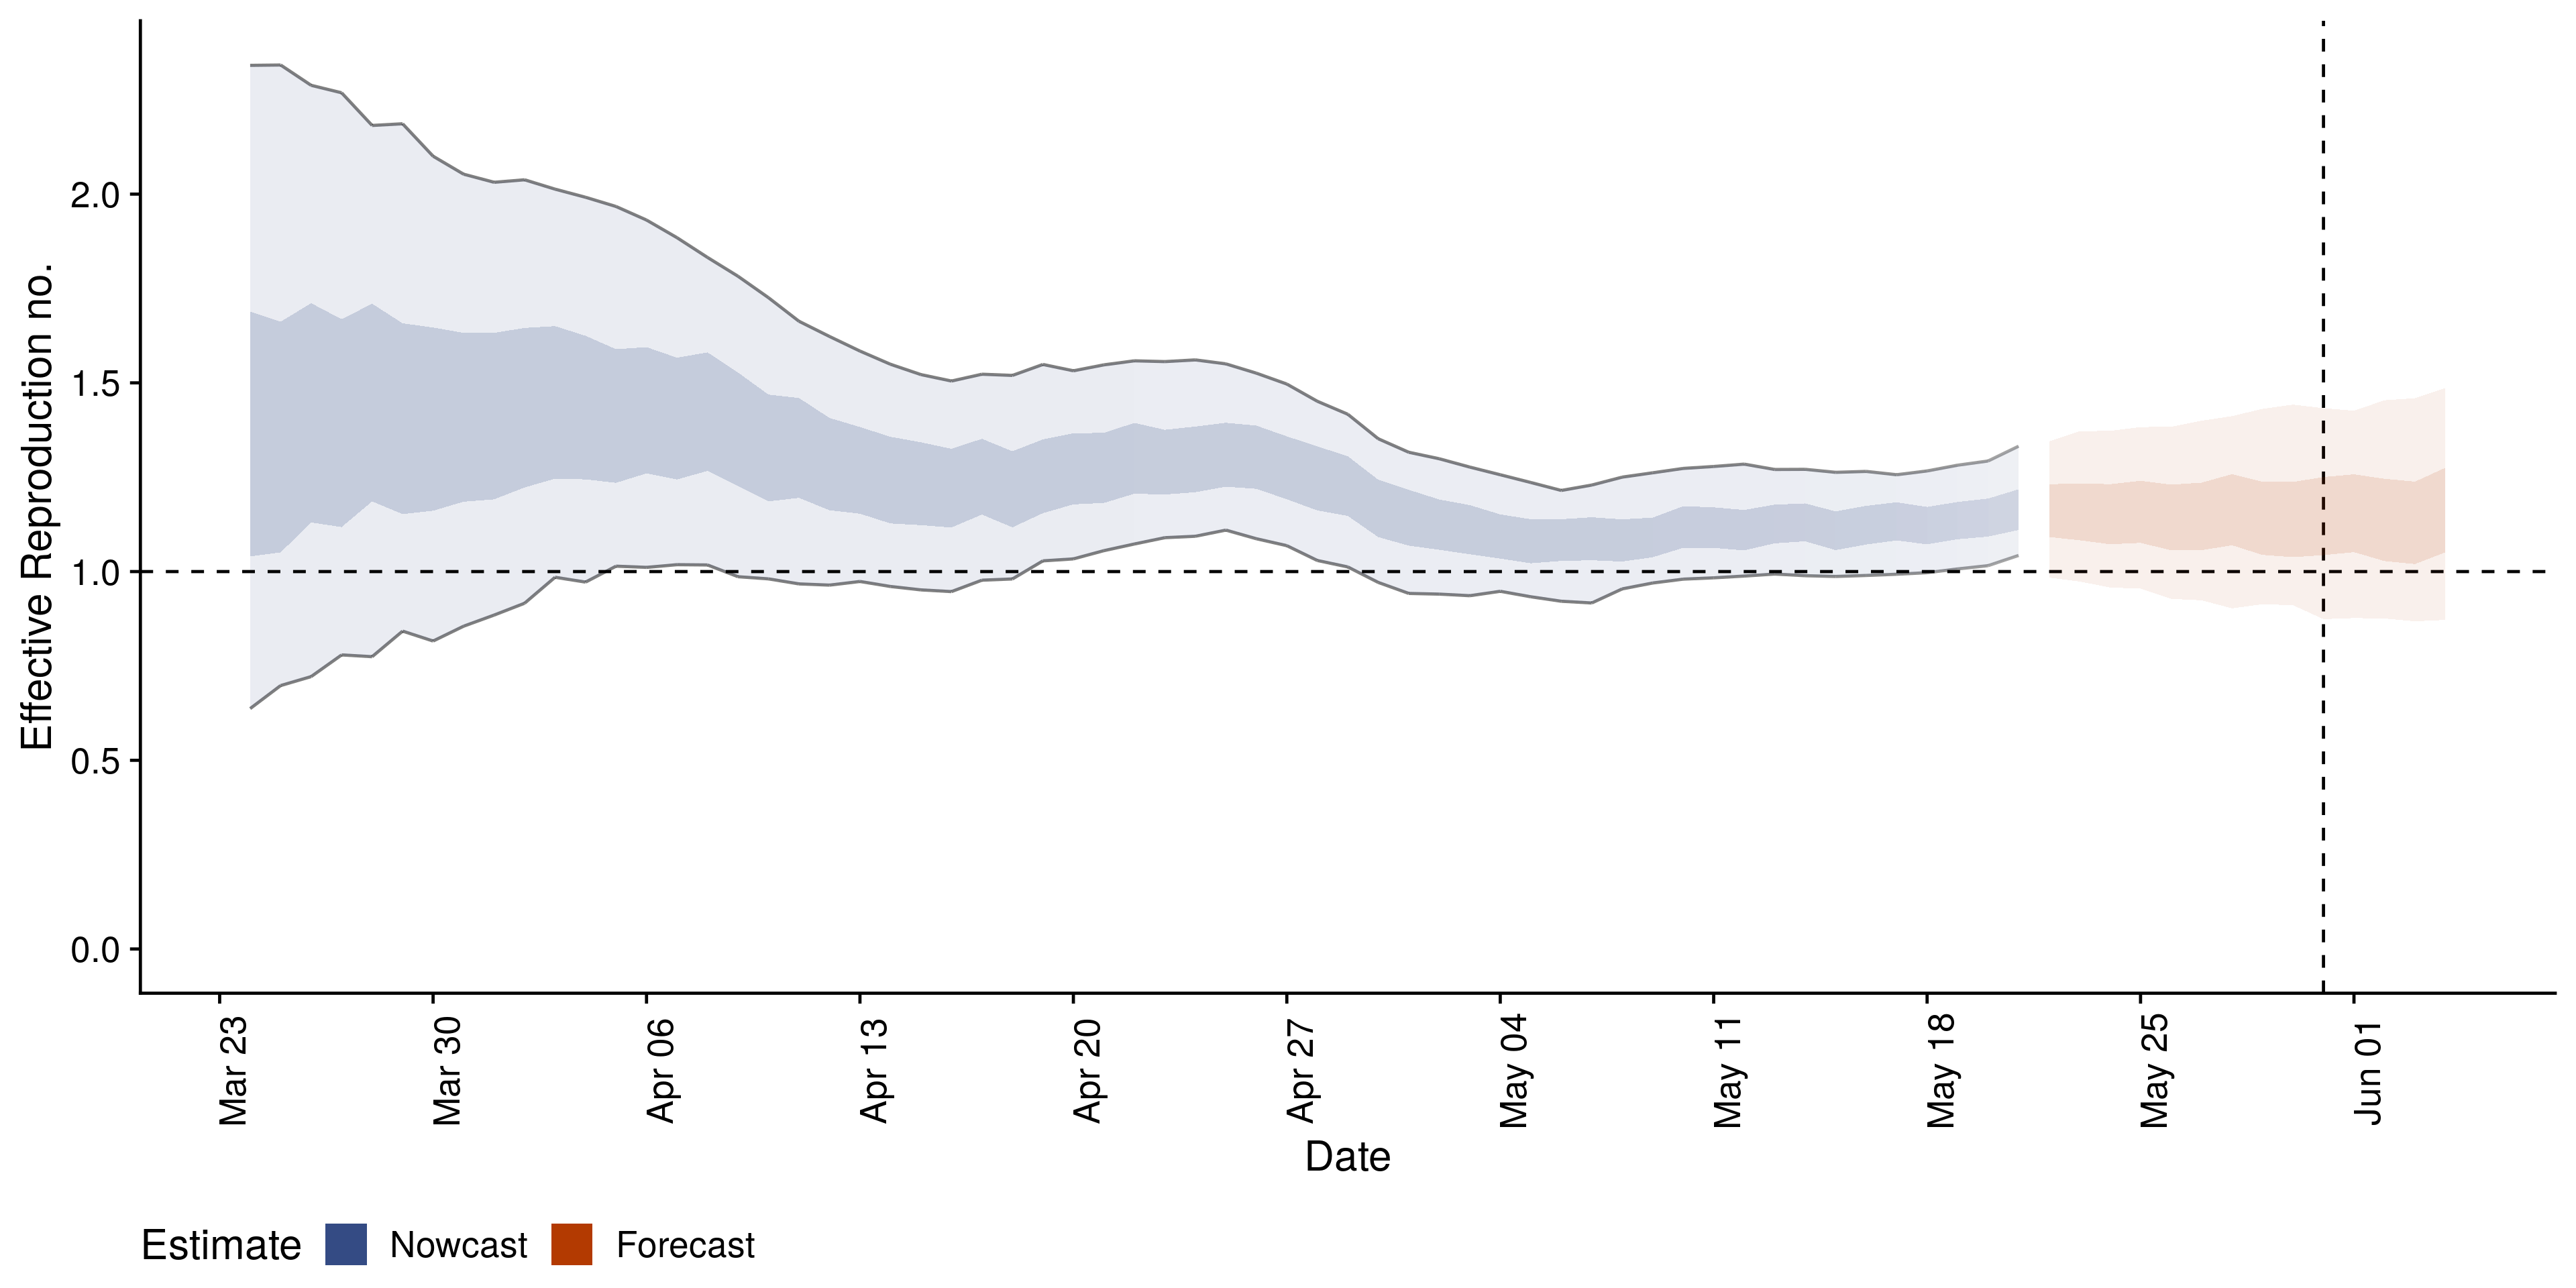 Effective Reproduction no.
2.0
1.5
1.0
0.5
0.0
Mar 23
Mar 30
Apr 06
Apr 13
Apr 20
Apr 27
May 04
May 11
May 18
May 25
Jun 01
Date
Estimate Nowcast Forecast